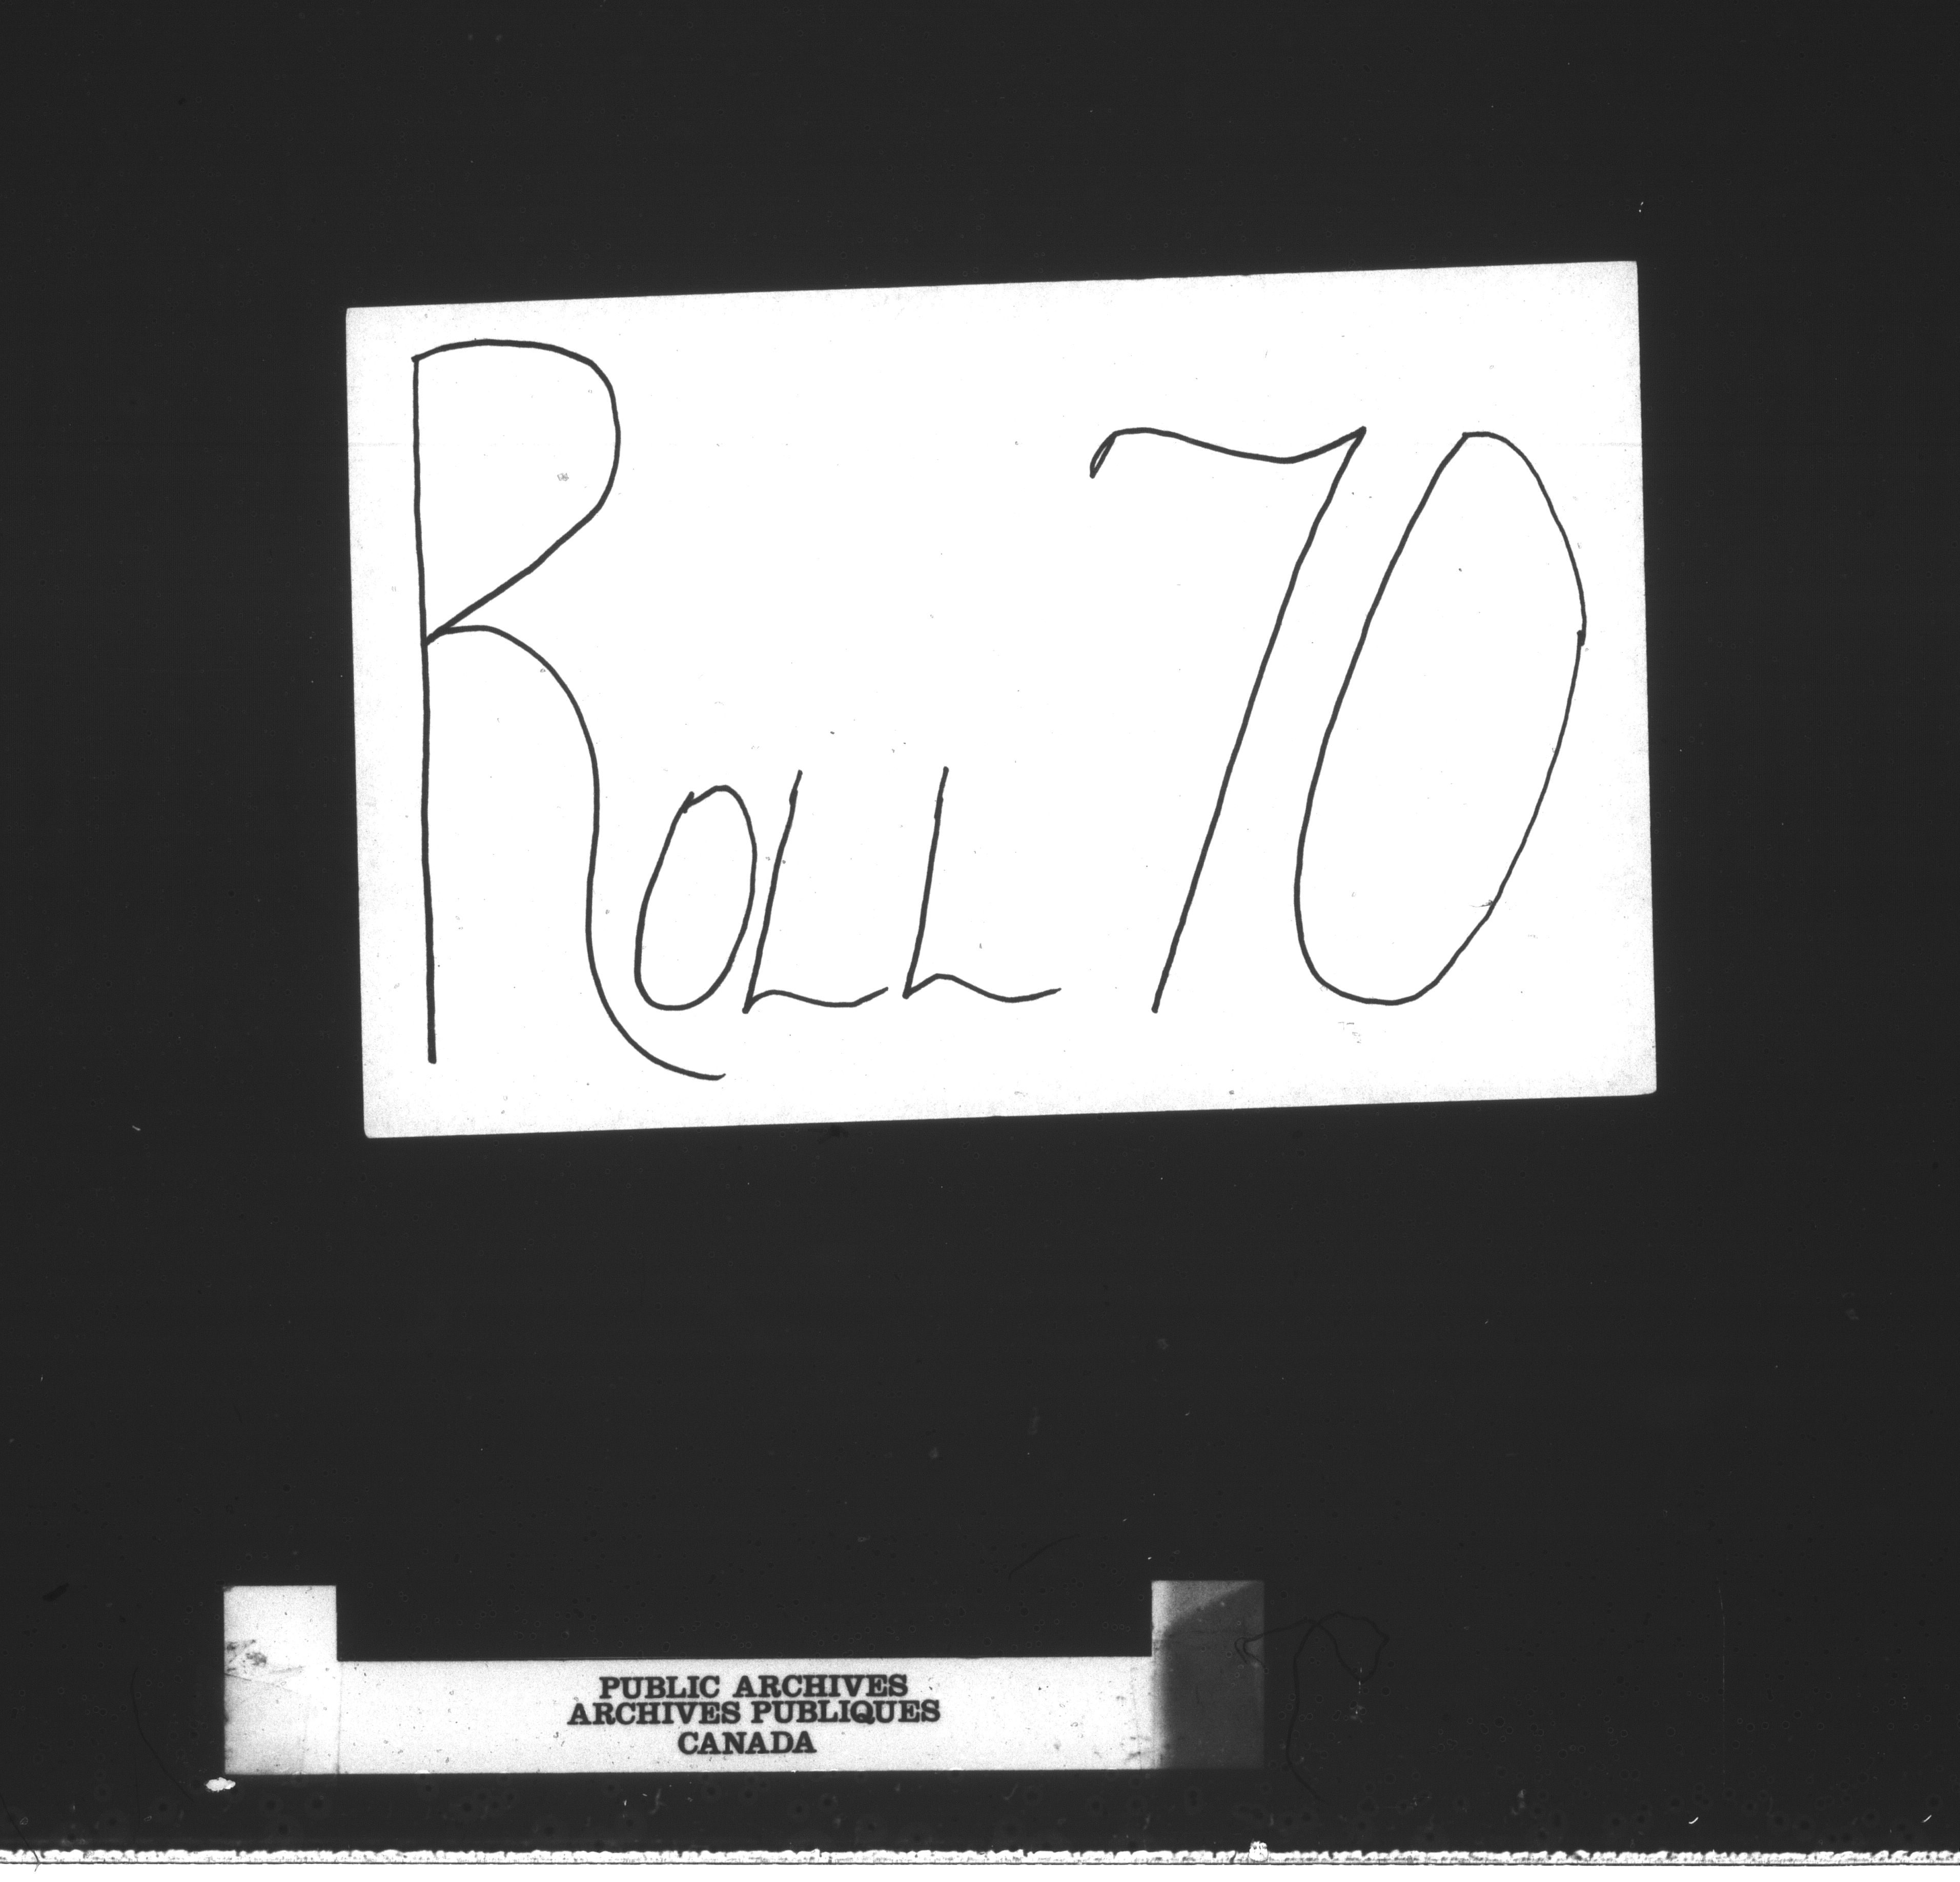 ROLL 70
PUBLIC ARCHIVES
ARCHIVES PUBLIQUES
CANADA